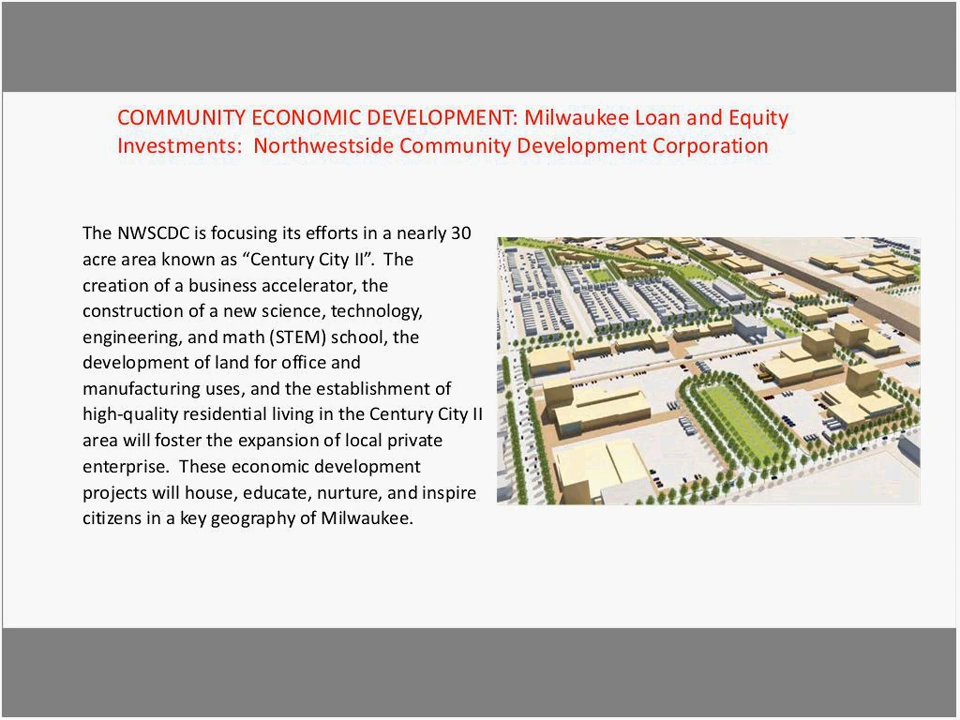 COMMUNITY ECONOMIC DEVELOPMENT: Milwaukee Loan and Equity
Investments:  Northwestside Community Development Corporation
The NWSCDC is focusing its efforts in a nearly 30
acre area known as “Century City II”.  The
creation of a business accelerator, the
construction of a new science, technology,
engineering, and math (STEM) school, the
development of land for office and
manufacturing uses, and the establishment of
high-quality residential living in the Century City II
area will foster the expansion of local private
enterprise.  These economic development
projects will house, educate, nurture, and inspire
citizens in a key geography of Milwaukee.